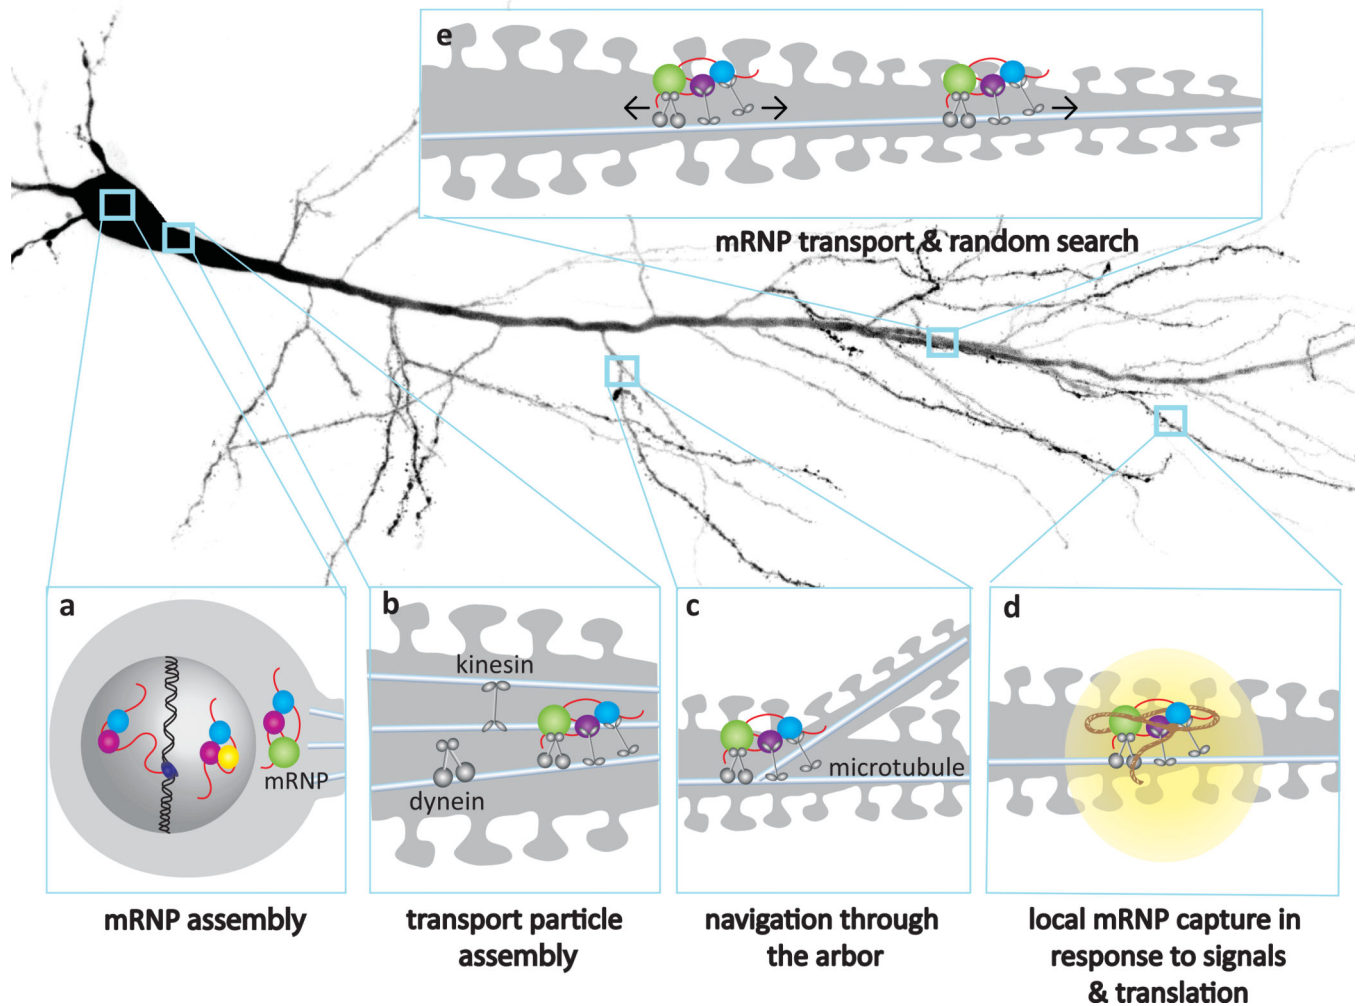 e
mRNP transport & random search
a
mRNP
mRNP assembly
b
kinesin
dynein
transport particle
assembly
c
microtubule
navigation through
the arbor
d
local mRNP capture in
response to signals
& translation